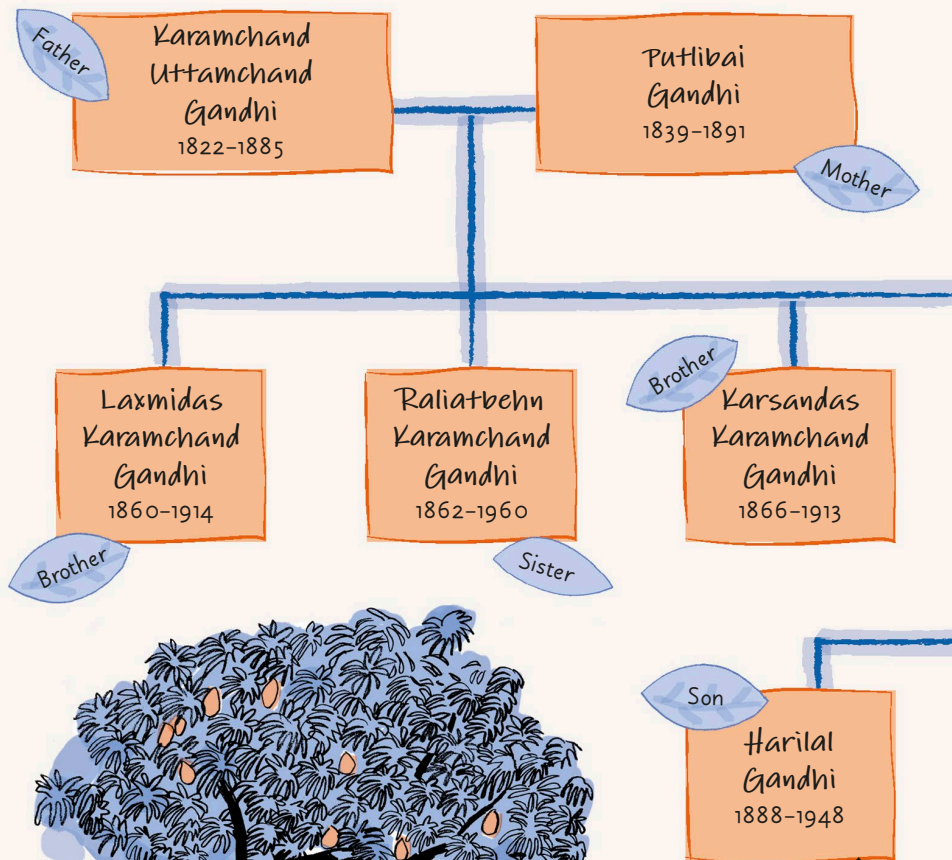 Father
Karamchand
Uttamchand
Gandhi
1822–1885
Putlibai
Gandhi
1839–1891
Mother
Laxmidas
Karamchand
Gandhi
1860–1914
Brother
Raliatbehn
Karamchand
Gandhi
1862–1960
Sister
Brother
Karsandas
Karamchand
Gandhi
1866–1913
Son
Harilal
Gandhi
1888–1948